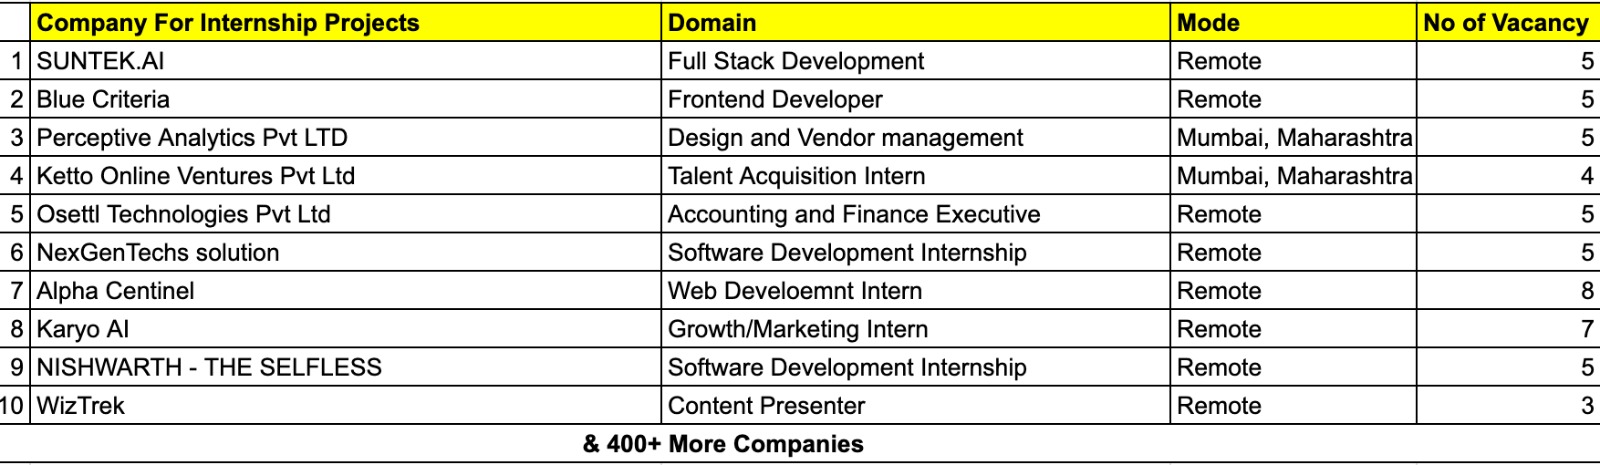 Company For Internship Projects Domain Mode No of Vacancy
1 SUNTEK.AI Full Stack Development Remote 5
2 Blue Criteria Frontend Developer Remote 5
3 Perceptive Analytics Pvt LTD Design and Vendor management Mumbai, Maharashtra 5
4 Ketto Online Ventures Pvt Ltd Talent Acquisition Intern Mumbai, Maharashtra 4
5 Osettl Technologies Pvt Ltd Accounting and Finance Executive Remote 5
6 NexGenTechs solution Software Development Internship Remote 5
7 Alpha Centinel Web Develoemnt Intern Remote 8
8 Karyo AI Growth/Marketing Intern Remote 7
9 NISHWARTH - THE SELFLESS Software Development Internship Remote 5
10 WizTrek Content Presenter Remote 3
& 400+ More Companies